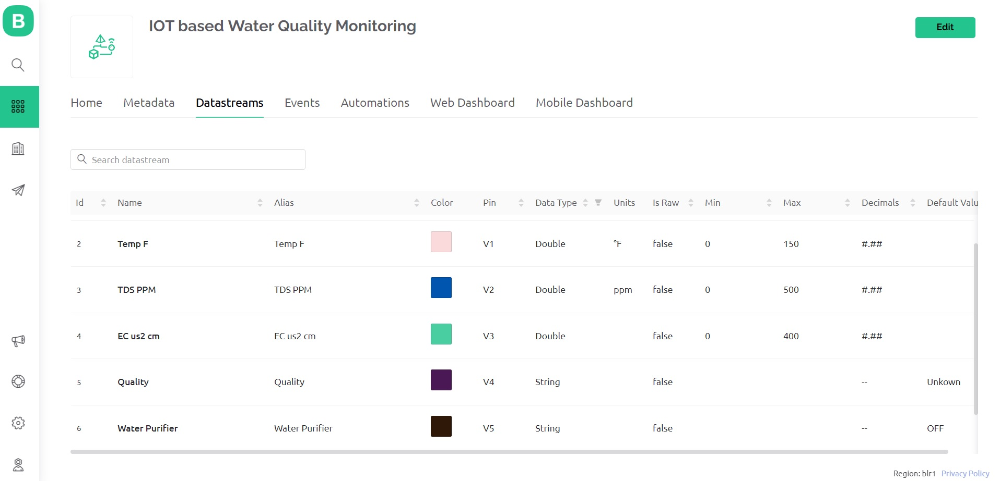 B
IOT based Water Quality Monitoring
Edit
Home Metadata Datastreams Events Automations Web Dashboard Mobile Dashboard
Search datastream
Id Name Alias Color Pin Data Type Units Is Raw Min Max Decimals Default Valu
2 Temp F Temp F V1 Double °F false 0 150 #.##
3 TDS PPM TDS PPM V2 Double ppm false 0 500 #.##
4 EC us2 cm EC us2 cm V3 Double false 0 400 #.##
5 Quality Quality V4 String false -- Unkown
6 Water Purifier Water Purifier V5 String false -- OFF
Region: blr1 Privacy Policy